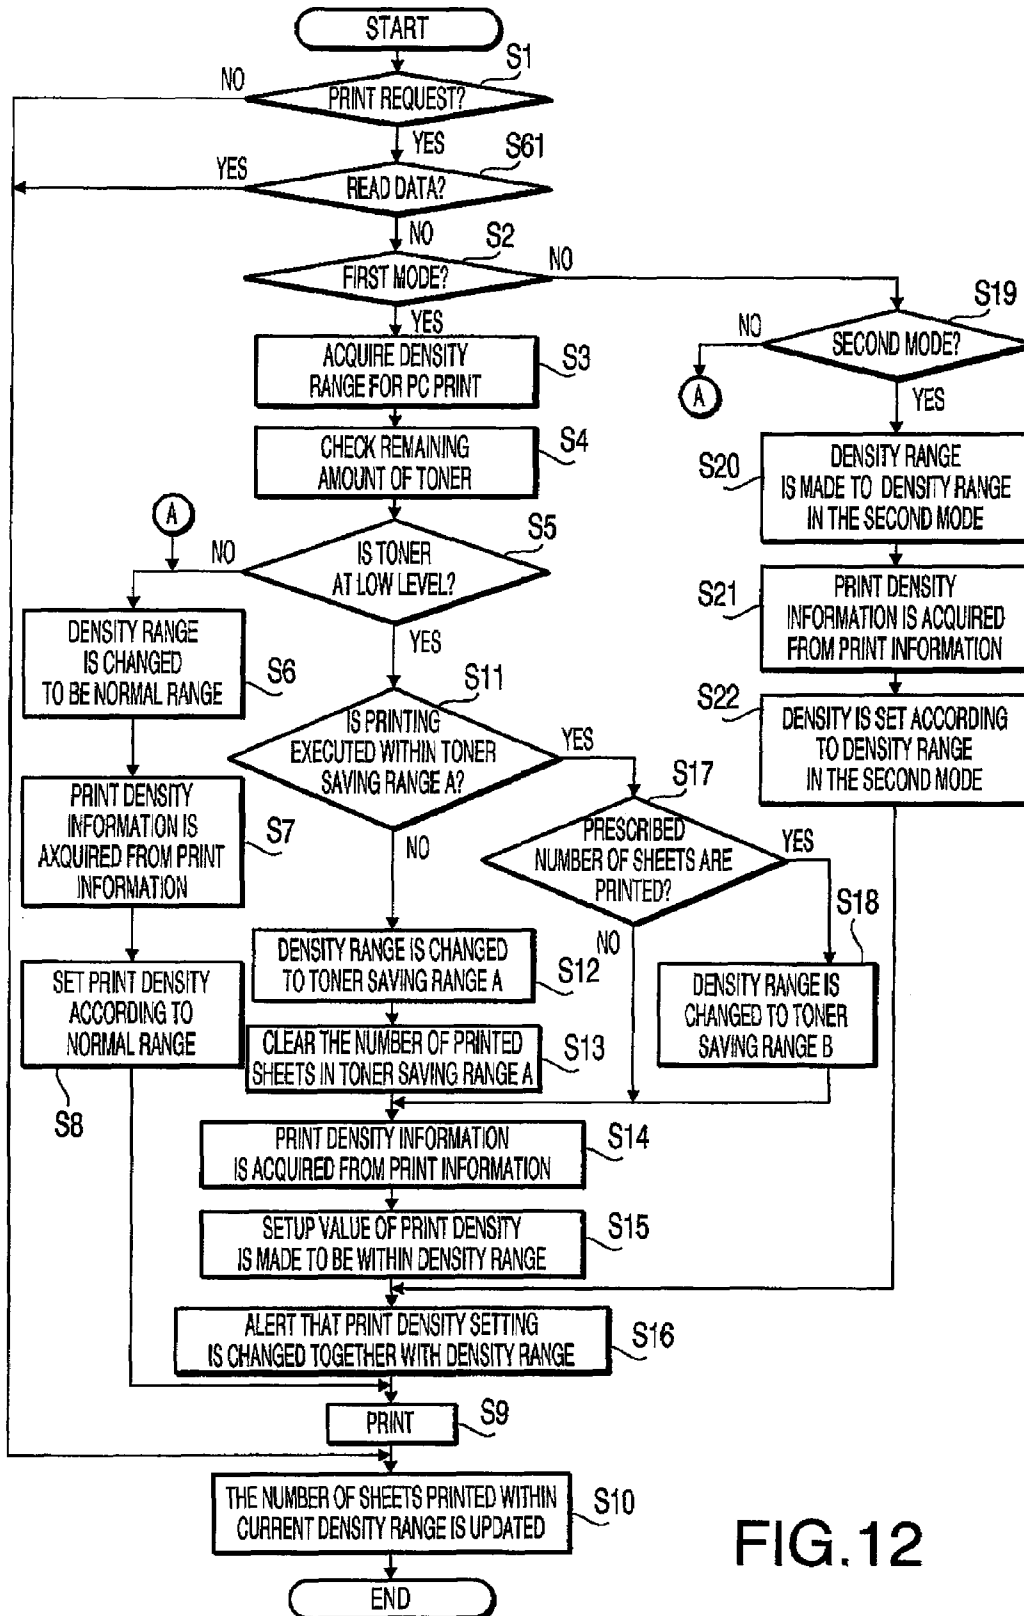 START
S1
NO
PRINT REQUEST?
YES
S61
YES
READ DATA?
NO
S2
NO
FIRST MODE?
YES
S19
NO
SECOND MODE?
A
YES
ACQUIRE DENSITY
RANGE FOR PC PRINT
S3
CHECK REMAINING
AMOUNT OF TONER
S4
S20
DENSITY RANGE
IS MADE TO DENSITY RANGE
IN THE SECOND MODE
A
NO
IS TONER
AT LOW LEVEL?
S5
YES
S21
PRINT DENSITY
INFORMATION IS ACQUIRED
FROM PRINT INFORMATION
DENSITY RANGE
IS CHANGED
TO BE NORMAL RANGE
S6
S11
IS PRINTING
EXECUTED WITHIN TONER
SAVING RANGE A?
YES
NO
S22
DENSITY IS SET ACCORDING
TO DENSITY RANGE
IN THE SECOND MODE
S17
PRESCRIBED
NUMBER OF SHEETS ARE
PRINTED?
YES
NO
PRINT DENSITY
INFORMATION IS
AXQUIRED FROM PRINT
INFORMATION
S7
S18
DENSITY RANGE IS
CHANGED TO TONER
SAVING RANGE B
DENSITY RANGE IS CHANGED
TO TONER SAVING RANGE A
S12
SET PRINT DENSITY
ACCORDING TO
NORMAL RANGE
S8
CLEAR THE NUMBER OF PRINTED
SHEETS IN TONER SAVING RANGE A
S13
PRINT DENSITY INFORMATION
IS ACQUIRED FROM PRINT INFORMATION
S14
SETUP VALUE OF PRINT DENSITY
IS MADE TO BE WITHIN DENSITY RANGE
S15
ALERT THAT PRINT DENSITY SETTING
IS CHANGED TOGETHER WITH DENSITY RANGE
S16
PRINT
S9
THE NUMBER OF SHEETS PRINTED WITHIN
CURRENT DENSITY RANGE IS UPDATED
S10
END
FIG.12